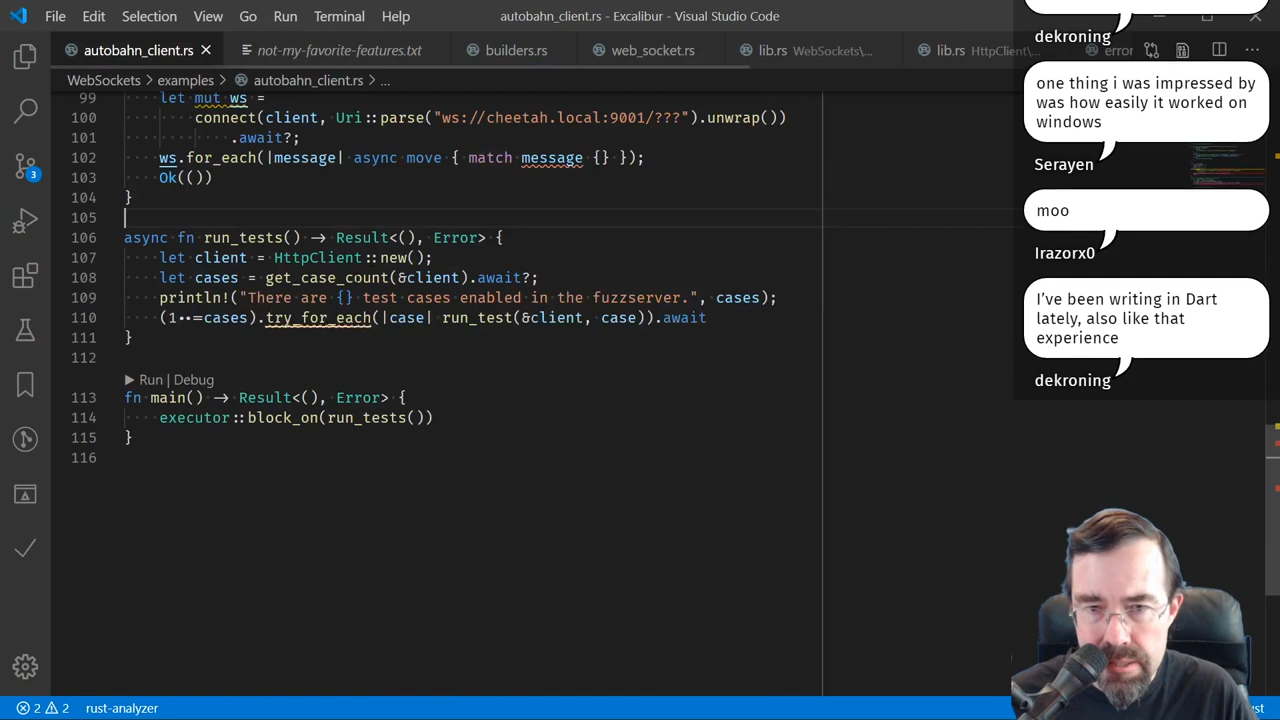 File Edit Selection View Go Run Terminal Help
autobahn_client.rs - Excalibur - Visual Studio Code
autobahn_client.rs
not-my-favorite-features.txt
builders.rs
web_socket.rs
lib.rs WebSockets\...
lib.rs HttpClient\...
error
WebSockets > examples > autobahn_client.rs > ...
99 let mut ws =
100 connect(client, Uri::parse("ws://cheetah.local:9001/???").unwrap())
101 .await?;
102 ws.for_each(|message| async move { match message {} });
103 Ok(())
104 }
105
106 async fn run_tests() -> Result<(), Error> {
107 let client = HttpClient::new();
108 let cases = get_case_count(&client).await?;
109 println!("There are {} test cases enabled in the fuzzserver.", cases);
110 (1..=cases).try_for_each(|case| run_test(&client, case)).await
111 }
112
▶ Run | Debug
113 fn main() -> Result<(), Error> {
114 executor::block_on(run_tests())
115 }
116
dekroning
one thing i was impressed by
was how easily it worked on
windows
Serayen
moo
Irazorx0
I've been writing in Dart
lately, also like that
experience
dekroning
3
2 2 rust-analyzer